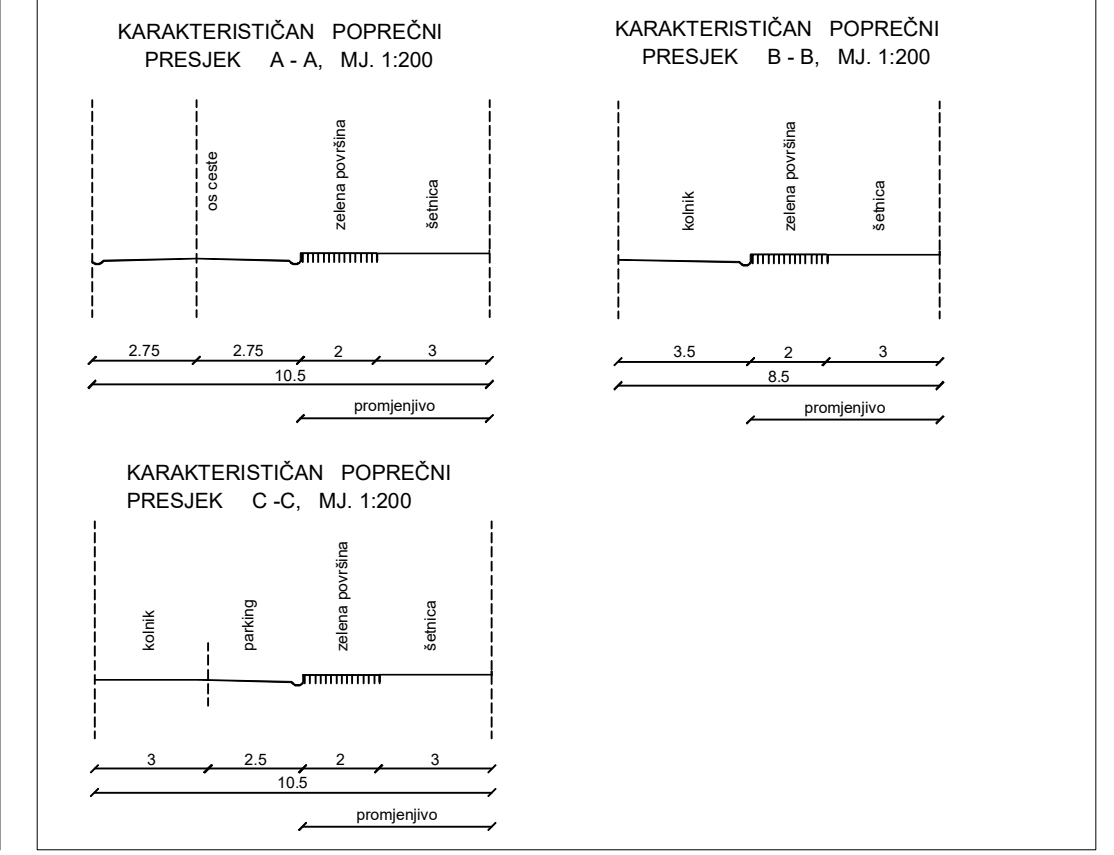 KARAKTERISTIČAN POPREČNI
PRESJEK A - A, MJ. 1:200
os ceste
zelena površina
šetnica
2.75 2.75 2 3
10.5
promjenjivo
KARAKTERISTIČAN POPREČNI
PRESJEK B - B, MJ. 1:200
kolnik
zelena površina
šetnica
3.5 2 3
8.5
promjenjivo
KARAKTERISTIČAN POPREČNI
PRESJEK C -C, MJ. 1:200
kolnik
parking
zelena površina
šetnica
3 2.5 2 3
10.5
promjenjivo